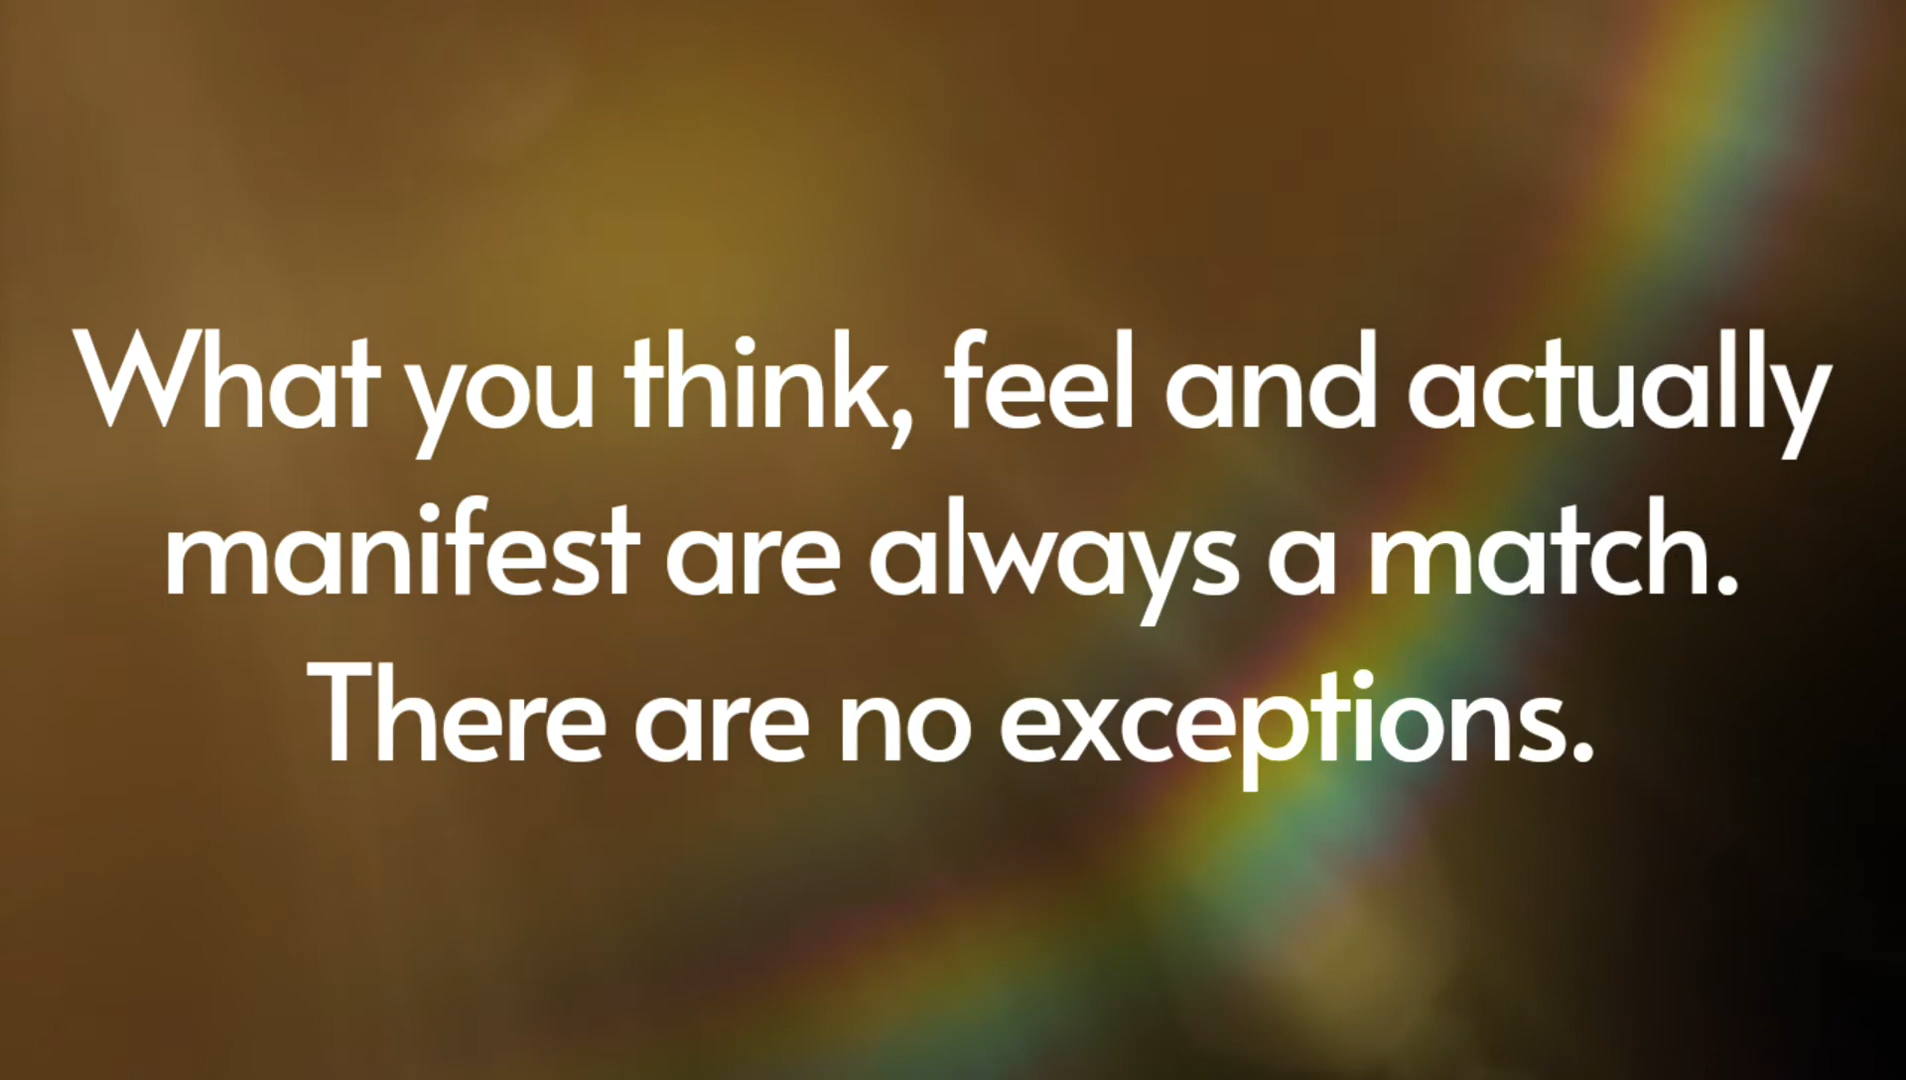 What you think, feel and actually
manifest are always a match.
There are no exceptions.